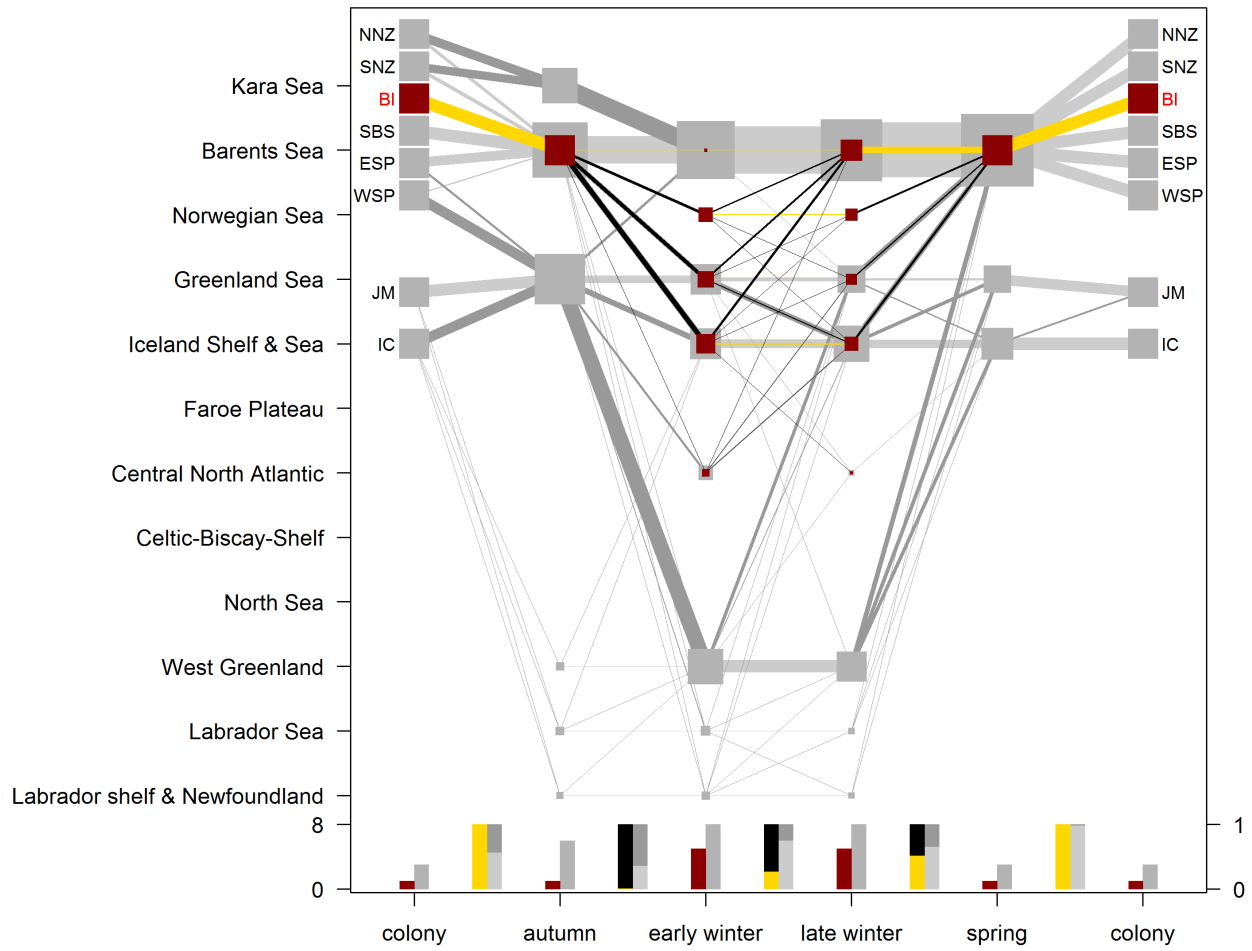 NNZ NNZ
SNZ SNZ
Kara Sea
BI BI
SBS SBS
Barents Sea
ESP ESP
WSP WSP
Norwegian Sea
Greenland Sea
JM JM
Iceland Shelf & Sea
IC IC
Faroe Plateau
Central North Atlantic
Celtic-Biscay-Shelf
North Sea
West Greenland
Labrador Sea
Labrador shelf & Newfoundland
8 1
0 0
colony autumn early winter late winter spring colony